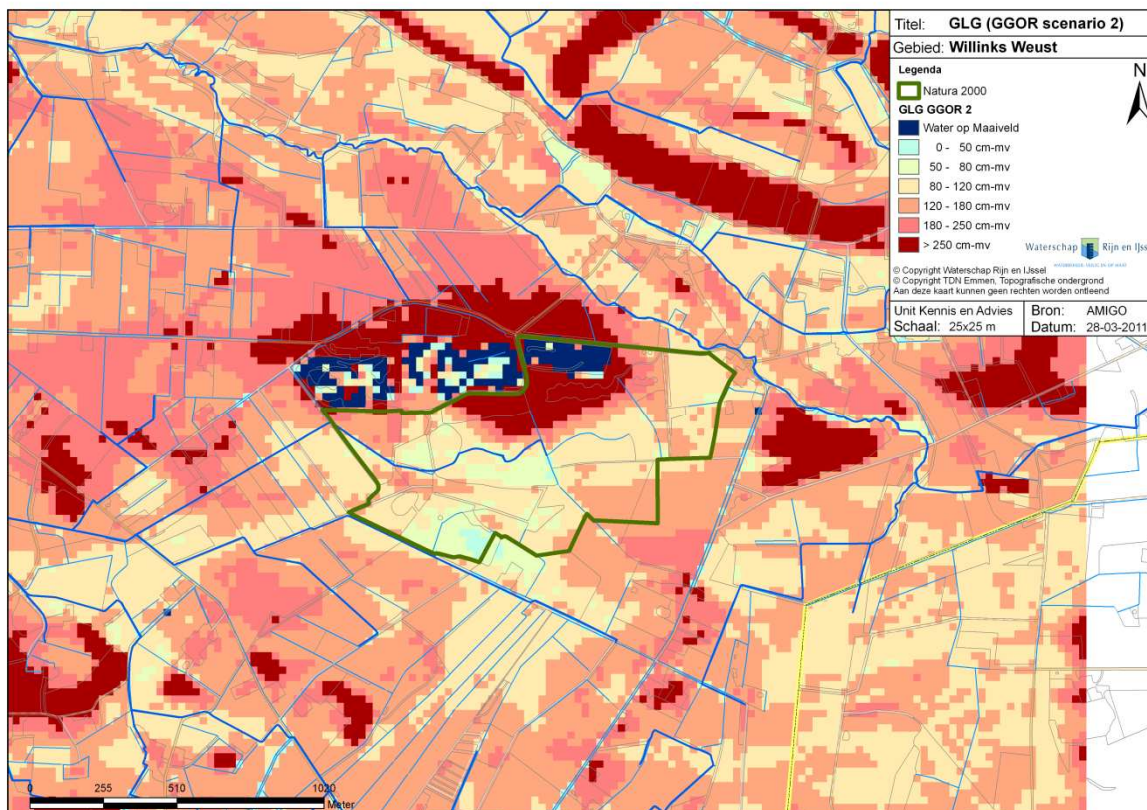 Titel: GLG (GGOR scenario 2)
Gebied: Willinks Weust
Legenda
Natura 2000
GLG GGOR 2
Water op Maaiveld
0 - 50 cm-mv
50 - 80 cm-mv
80 - 120 cm-mv
120 - 180 cm-mv
180 - 250 cm-mv
> 250 cm-mv
N
Waterschap Rijn en IJssel
© Copyright Waterschap Rijn en IJssel
© Copyright TDN Emmen, Topografische ondergrond
Aan deze kaart kunnen geen rechten worden ontleend
Unit Kennis en Advies
Schaal: 25x25 m
Bron: AMIGO
Datum: 28-03-2011
0 255 510 1020
Meter